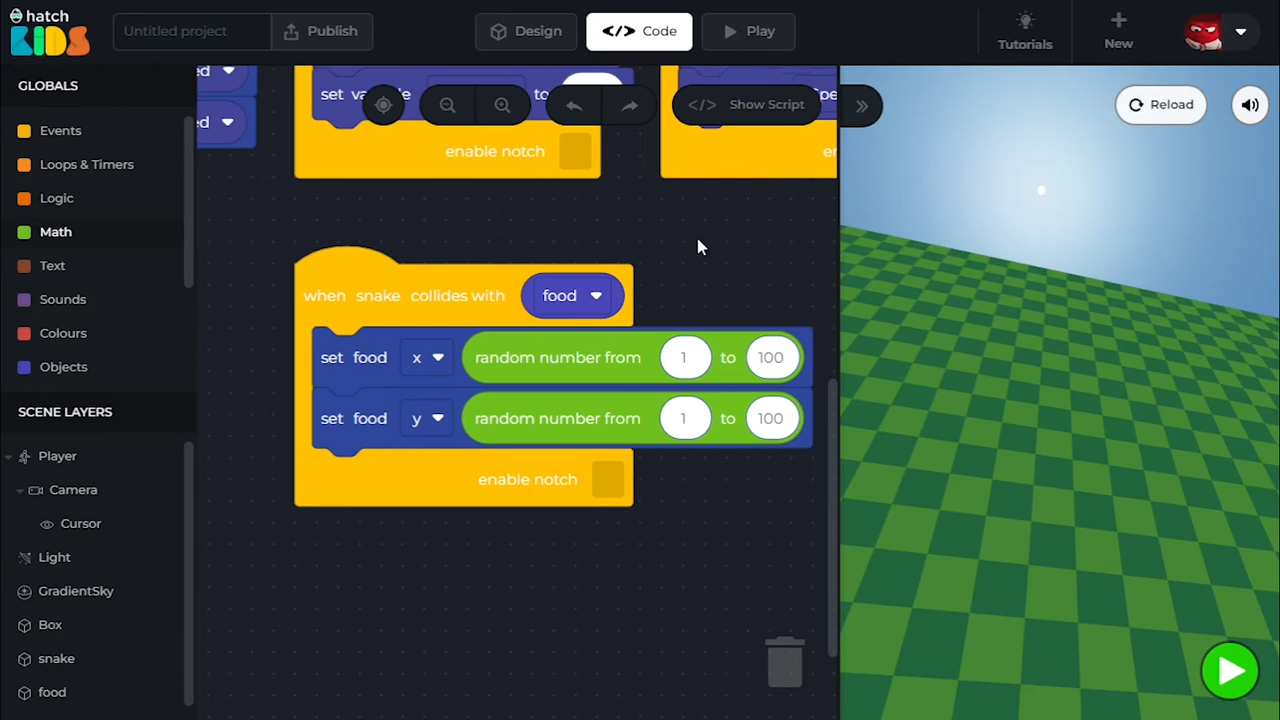 hatch
KIDS
Untitled project
Publish
Design
</> Code
Play
Tutorials
New
GLOBALS
Events
Loops & Timers
Logic
Math
Text
Sounds
Colours
Objects
SCENE LAYERS
Player
Camera
Cursor
Light
GradientSky
Box
snake
food
ed
ed
to
</> Show Script
enable notch
when snake collides with food
set food x random number from 1 to 100
set food y random number from 1 to 100
enable notch
Reload